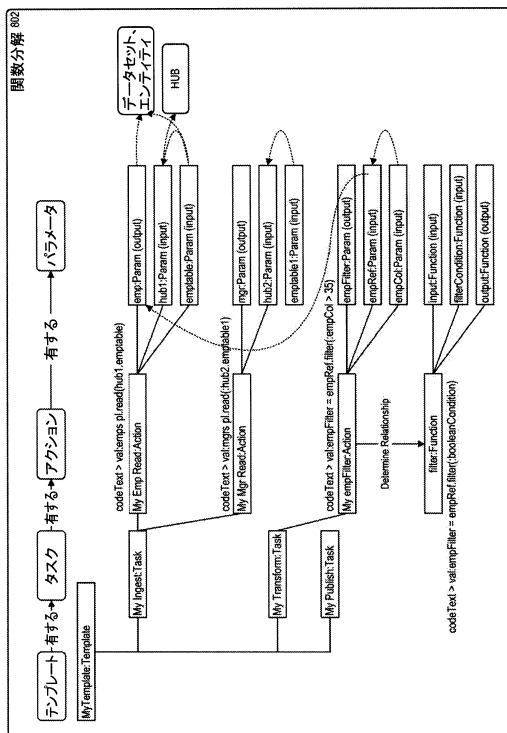 関数分解 802
テンプレート
有する
タスク
有する
アクション
有する
パラメータ
MyTemplate:Template
My Ingest:Task
codeText > val:emps pl.read(hub1.emptable)
My Emp Read:Action
emp:Param (output)
hub1:Param (input)
emptable:Param (input)
データセット、
エンティティ
HUB
codeText > val:mgrs pl.read(:hub2.emptable1)
My Mgr Read:Action
mgr:Param (output)
hub2:Param (input)
emptable1:Param (input)
My Transform:Task
My Publish:Task
codeText > val:empFilter = empRef.filter(:empCol > 35)
My empFilter:Action
empFilter:Param (output)
empRef:Param (input)
empCol:Param (input)
Determine Relationship
filter:Function
input:Function (input)
filterCondition:Function (input)
output:Function (output)
codeText > val:empFilter = empRef.filter(:booleanCondition)